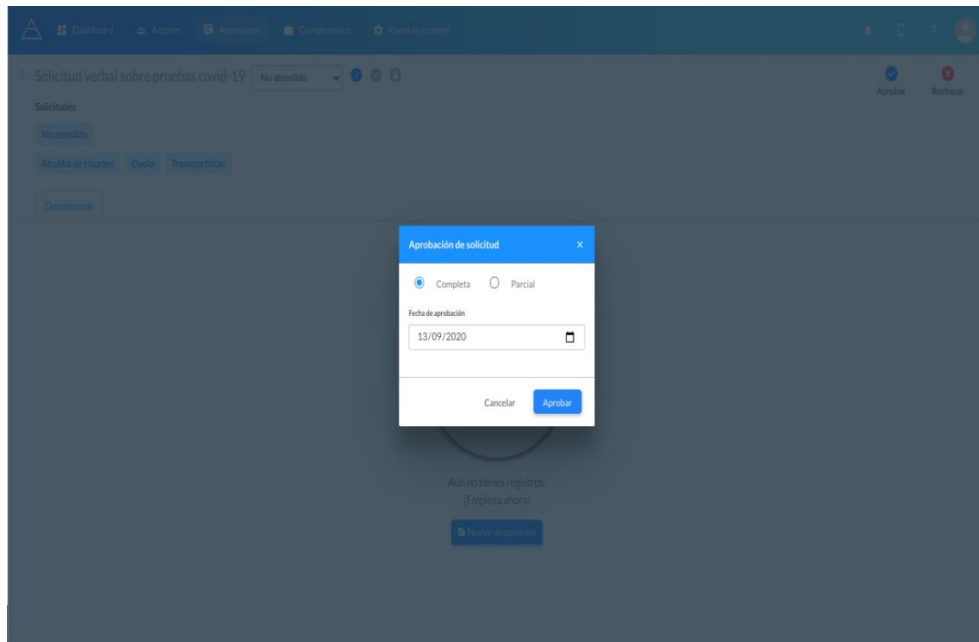 Dashboard Actores Atenciones Compromisos Panel de control ?
Solicitud verbal sobre pruebas covid-19 No atendido
Aprobar Rechazar
Solicitudes
No atendido
Alcaldía de Haurtec Oyolo Transportistas
Documentos
Aprobación de solicitud x
Completa Parcial
Fecha de aprobación
13/09/2020
Cancelar Aprobar
Aún no tienes registros.
¡Empieza ahora!
Nuevo documento